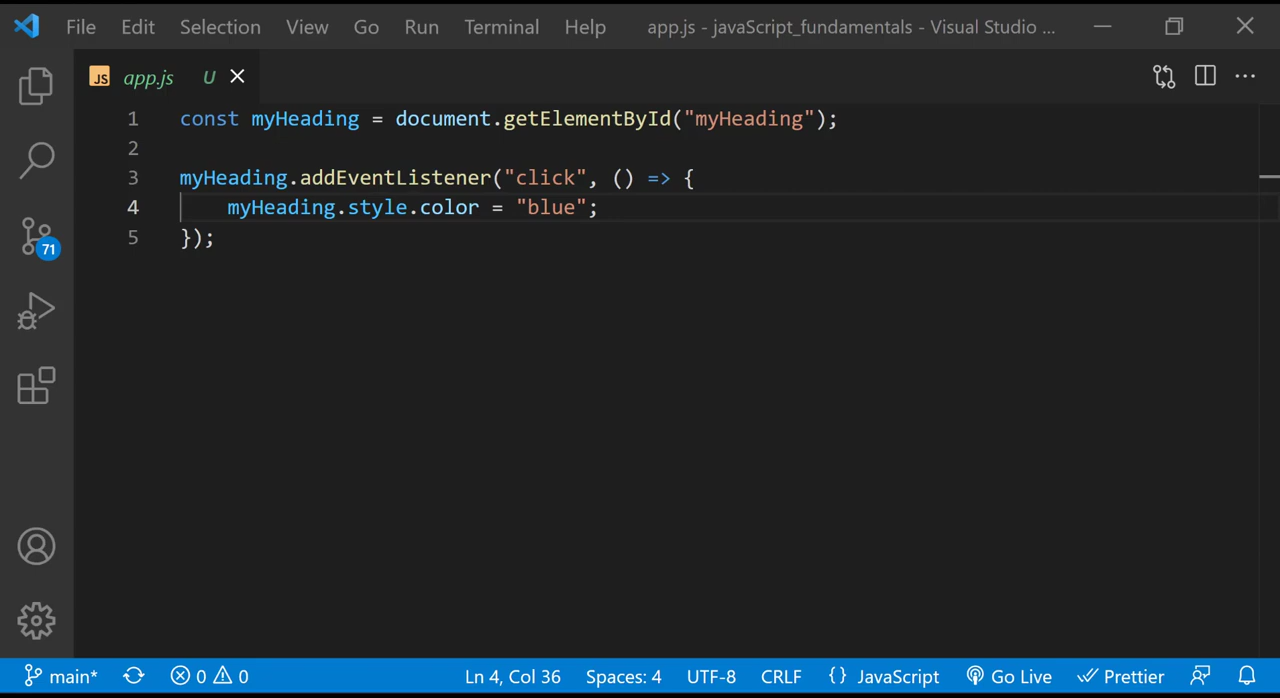 File Edit Selection View Go Run Terminal Help app.js - javaScript_fundamentals - Visual Studio ...
JS app.js U
1 const myHeading = document.getElementById("myHeading");
2
3 myHeading.addEventListener("click", () => {
4     myHeading.style.color = "blue";
5 });
71
main* 0 0 Ln 4, Col 36 Spaces: 4 UTF-8 CRLF {} JavaScript Go Live Prettier